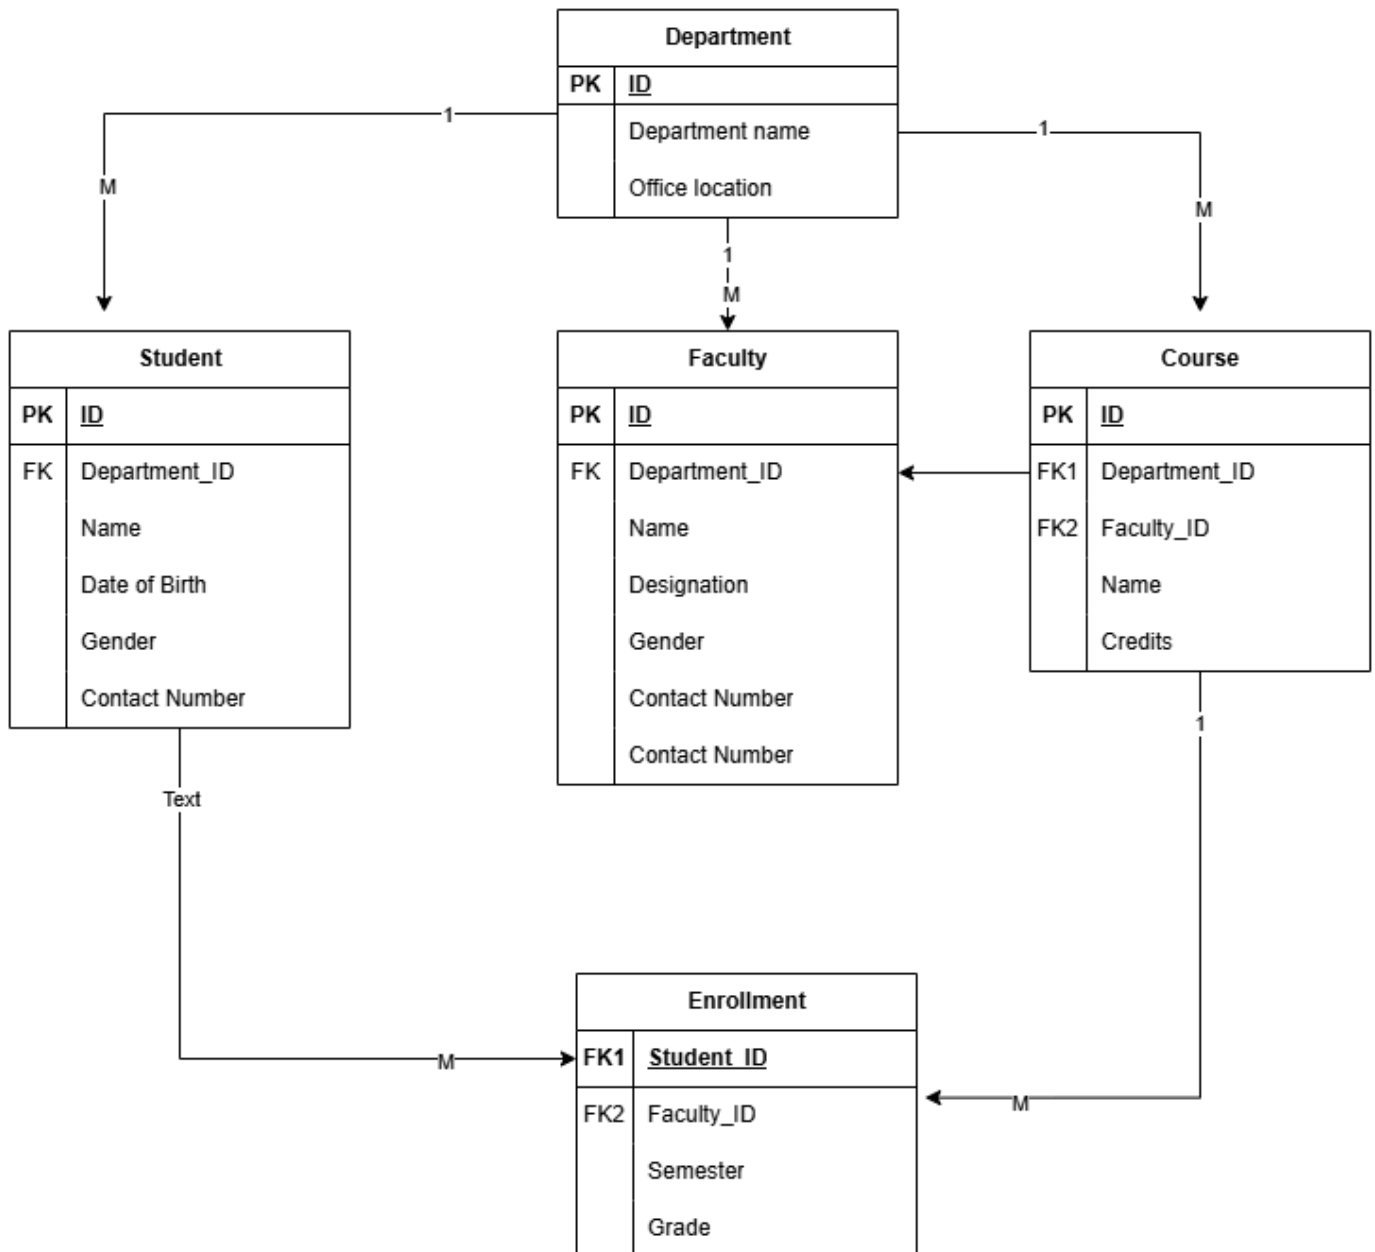 Department
PK ID
Department name
Office location
1
1
M
M
1
M
Student
PK ID
FK Department_ID
Name
Date of Birth
Gender
Contact Number
Faculty
PK ID
FK Department_ID
Name
Designation
Gender
Contact Number
Contact Number
Course
PK ID
FK1 Department_ID
FK2 Faculty_ID
Name
Credits
1
Text
M
M
Enrollment
FK1 Student_ID
FK2 Faculty_ID
Semester
Grade